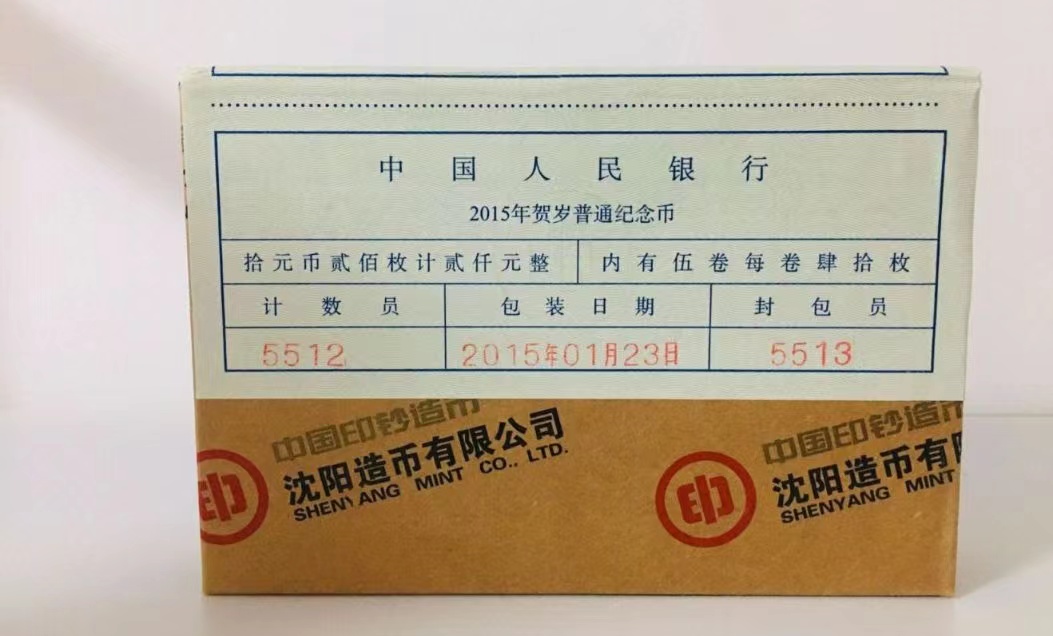 中国人民银行
2015年贺岁普通纪念币
拾元币贰佰枚计贰仟元整 内有伍卷每卷肆拾枚
计数员 包装日期 封包员
5512 2015年01月23日 5513
中国印钞造币
沈阳造币有限公司
SHENYANG MINT CO., LTD.
中国印钞造币
沈阳造币有限
SHENYANG MINT